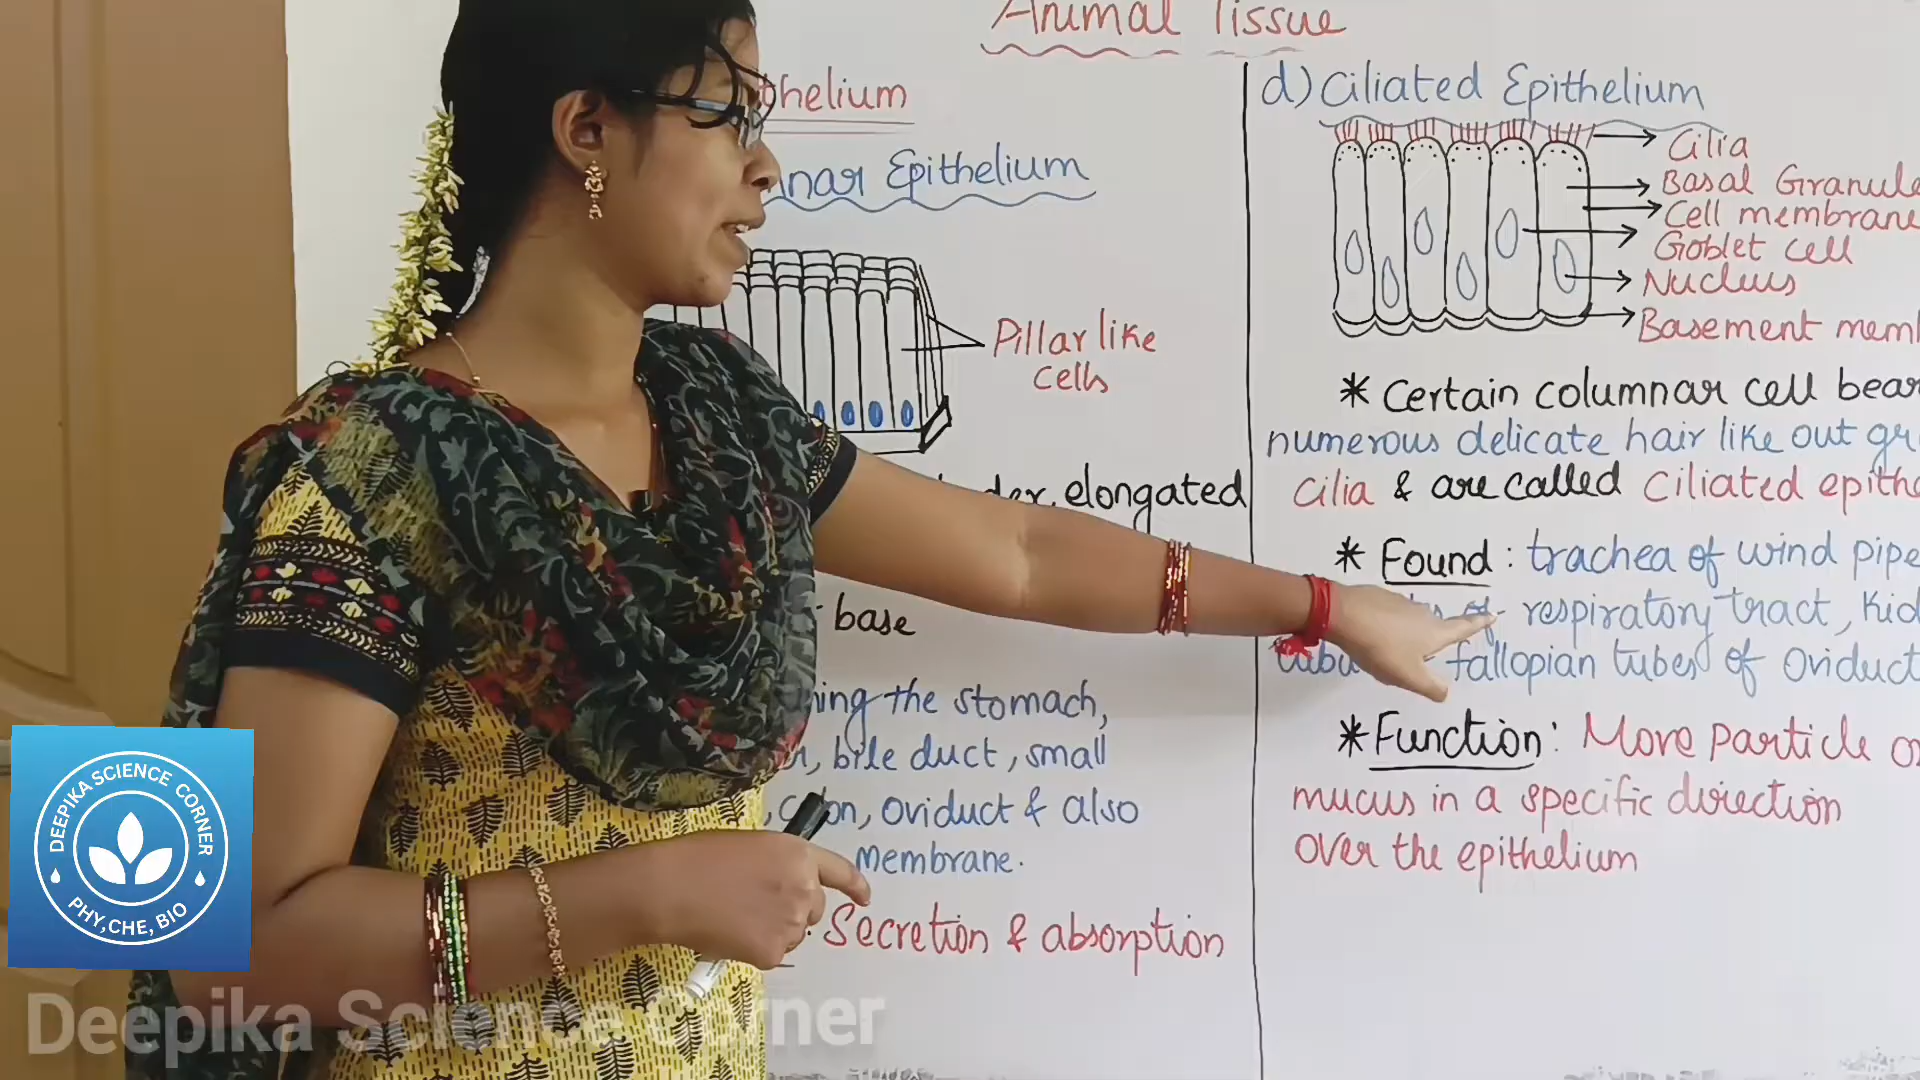 Animal Tissue
thelium
nar Epithelium
Pillar like
cells
elongated
base
ing the stomach,
bile duct, small
colon, oviduct & also
membrane.
Secretion & absorption
d) Ciliated Epithelium
Cilia
Basal Granule
Cell membrane
Goblet cell
Nucleus
Basement mem
* Certain columnar cell bear
numerous delicate hair like out gr
cilia & are called ciliated epithe
* Found: trachea of wind pipe
of respiratory tract, Kid
fallopian tubes of Oviduct
* Function: More particle or
mucus in a specific direction
over the epithelium
DEEPIKA SCIENCE CORNER
PHY,CHE, BIO
Deepika Science Corner